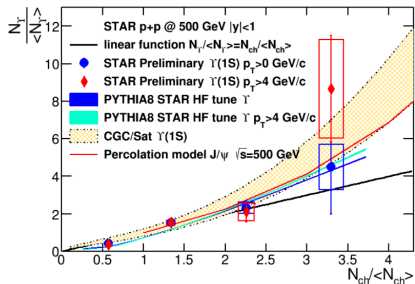 N_ϒ
<N_ϒ>
STAR p+p @ 500 GeV |y|<1
linear function N_ϒ/<N_ϒ>=N_ch/<N_ch>
STAR Preliminary ϒ(1S) p_T>0 GeV/c
STAR Preliminary ϒ(1S) p_T>4 GeV/c
PYTHIA8 STAR HF tune ϒ
PYTHIA8 STAR HF tune ϒ p_T>4 GeV/c
CGC/Sat ϒ(1S)
Percolation model J/ψ √s=500 GeV
12
10
8
6
4
2
0
0 0.5 1 1.5 2 2.5 3 3.5 4
N_ch/<N_ch>